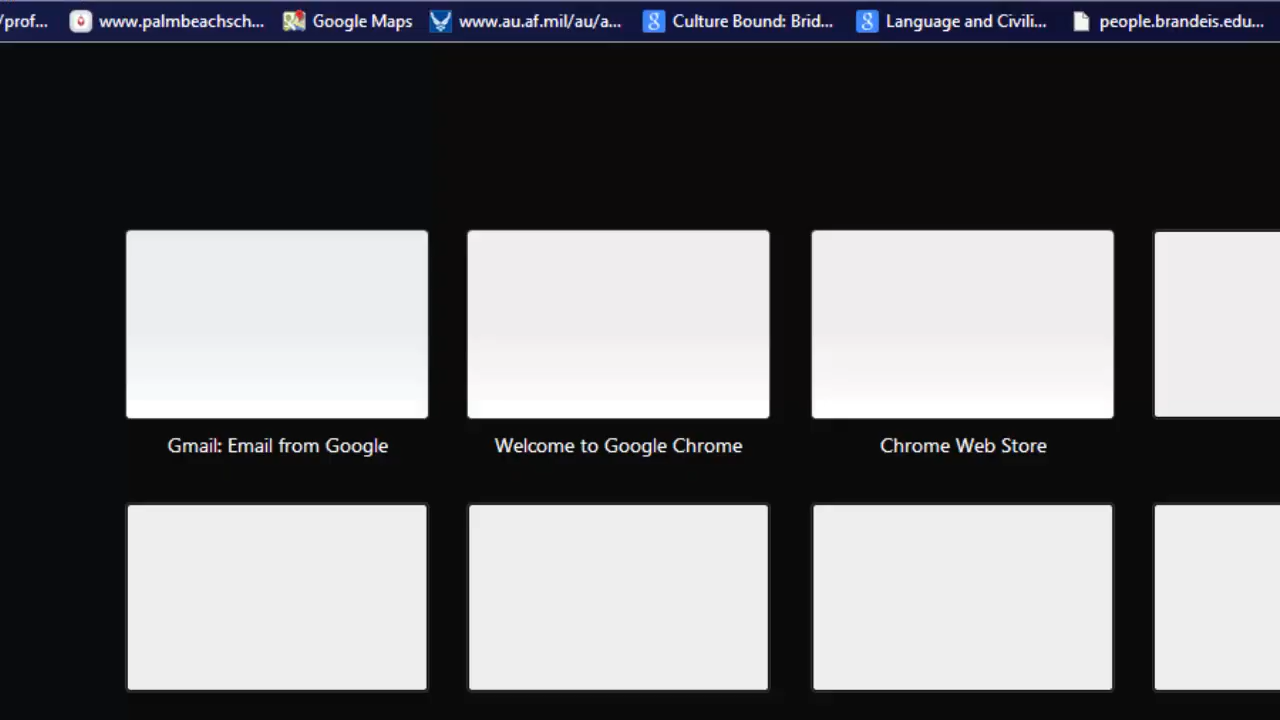 /prof... www.palmbeachsch... Google Maps www.au.af.mil/au/a... Culture Bound: Brid... Language and Civili... people.brandeis.edu...
Gmail: Email from Google Welcome to Google Chrome Chrome Web Store